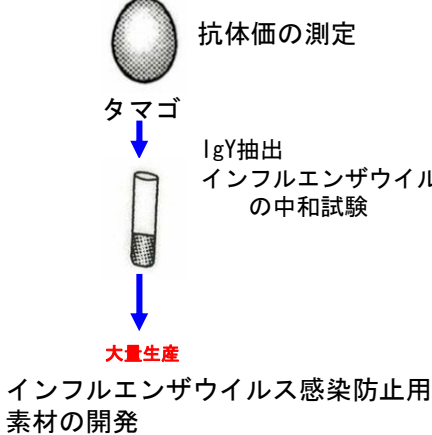 抗体価の測定
タマゴ
IgY抽出
インフルエンザウイル
の中和試験
大量生産
インフルエンザウイルス感染防止用
素材の開発